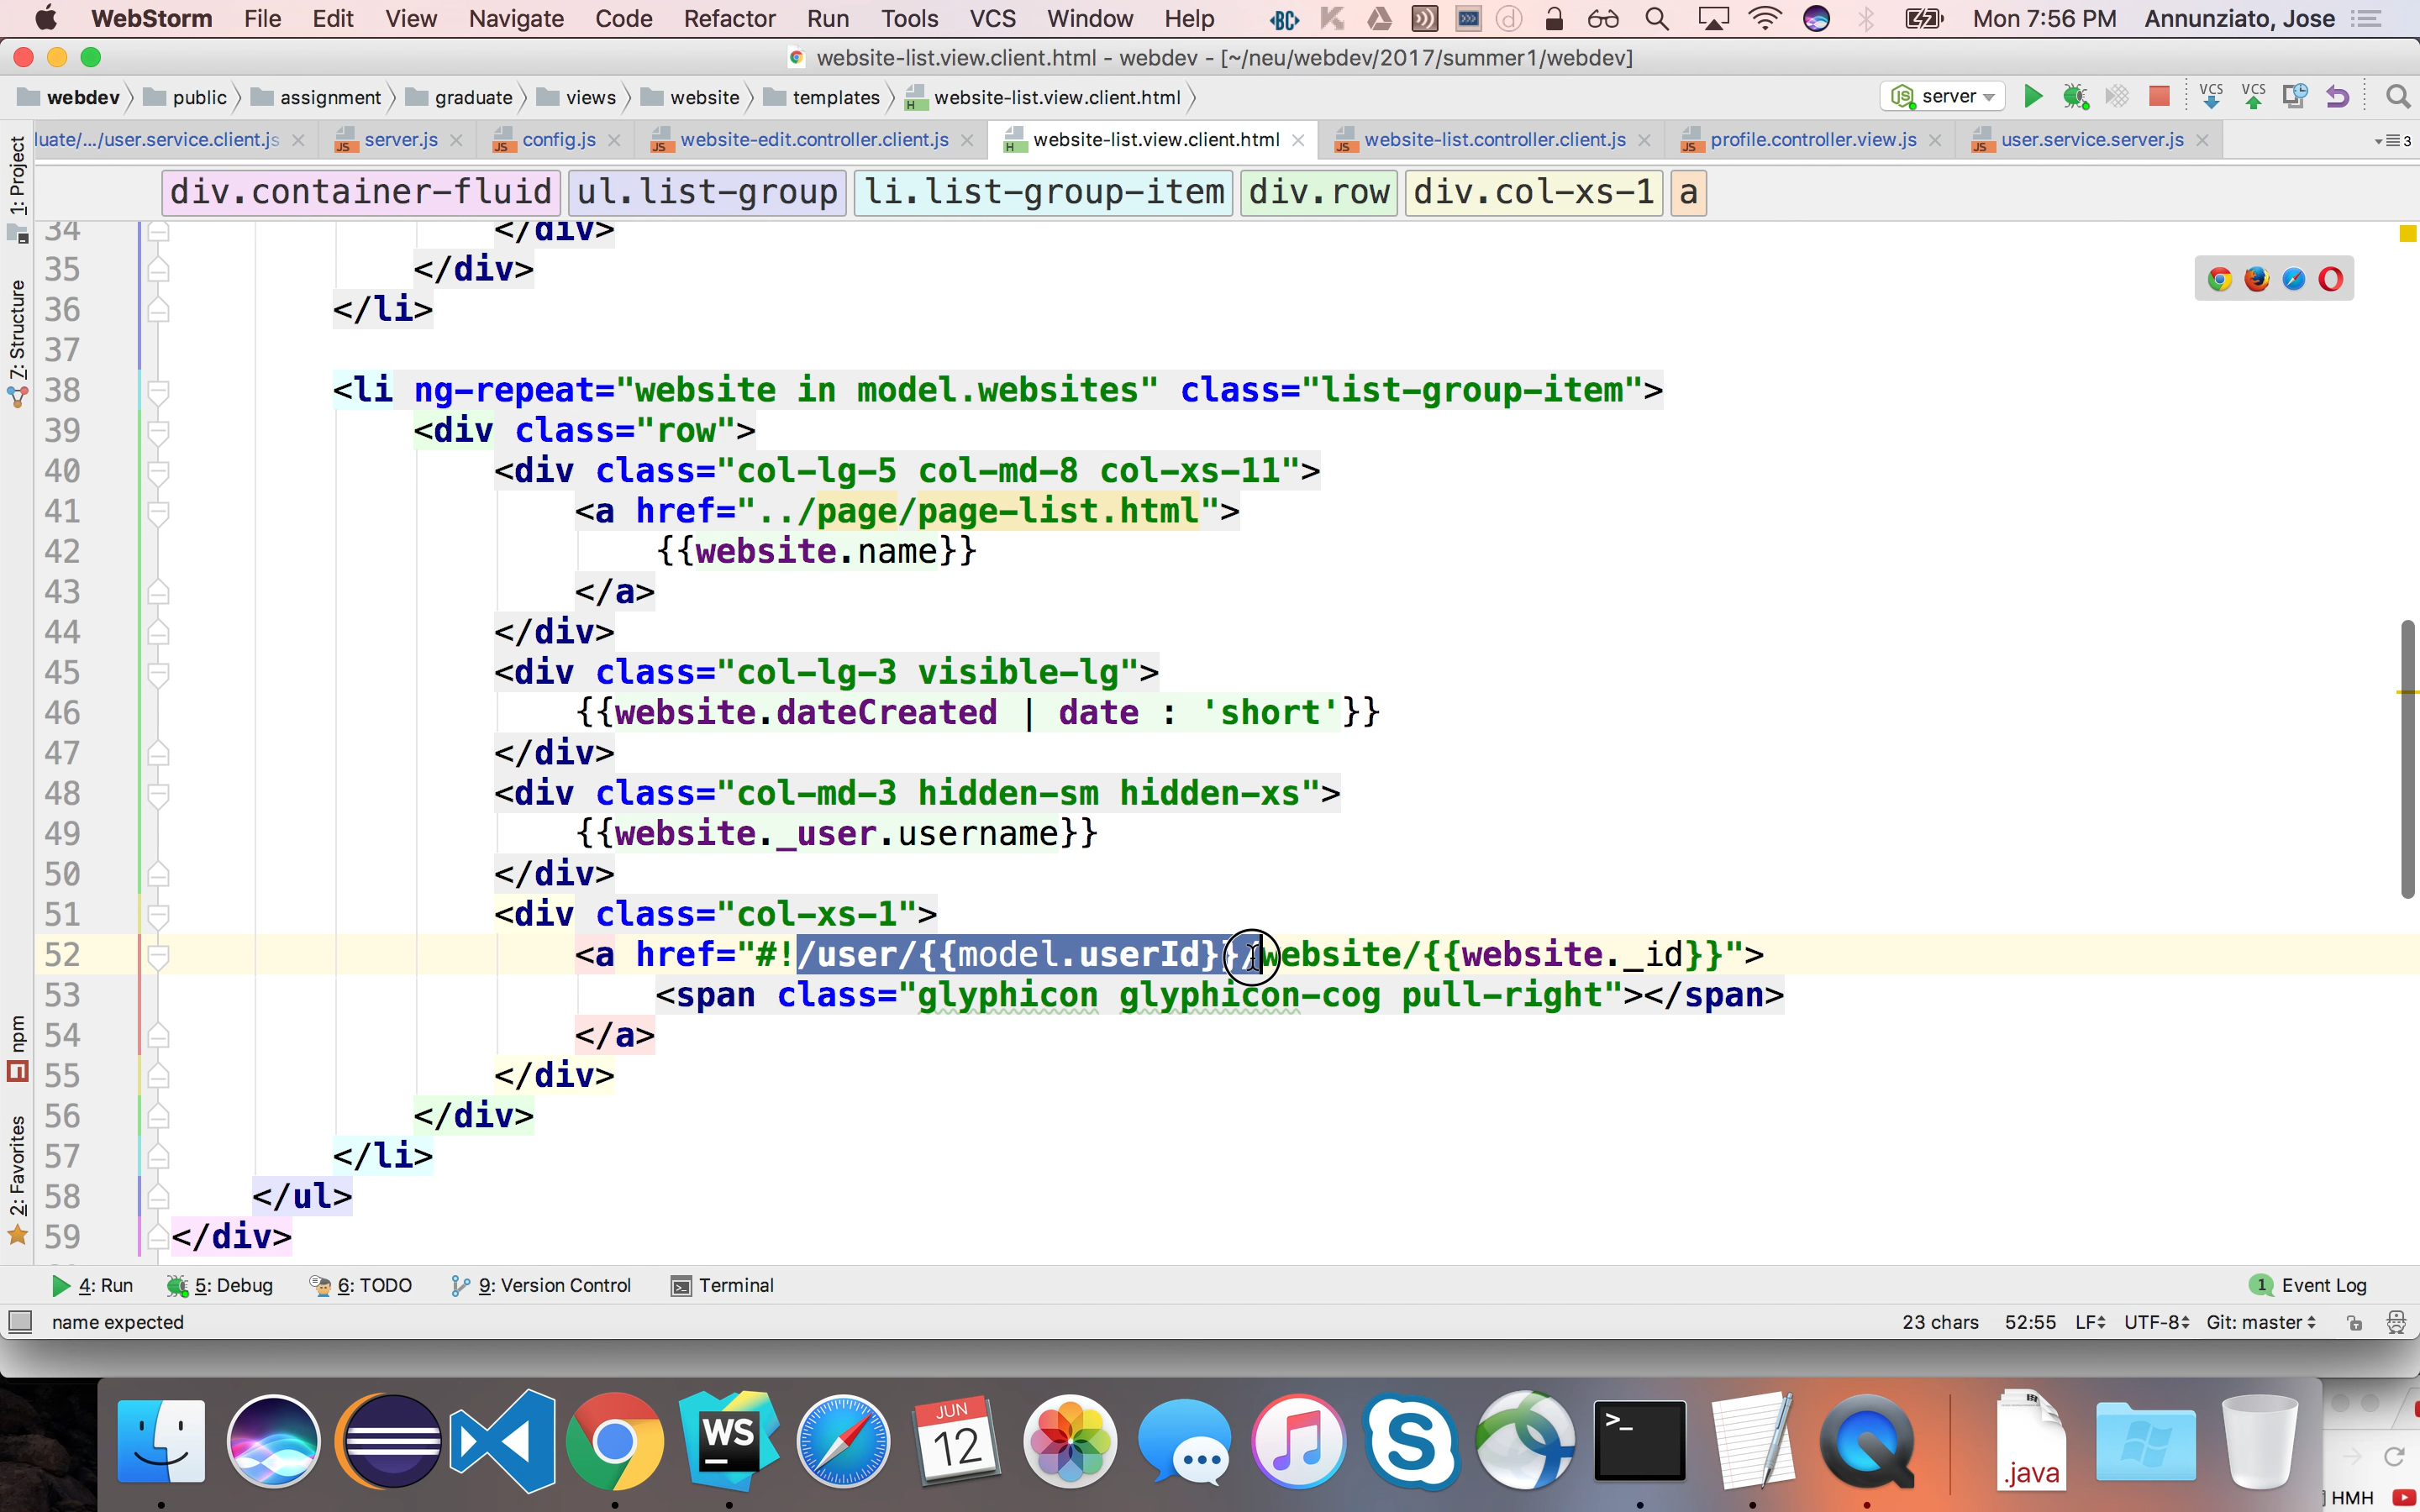 WebStorm File Edit View Navigate Code Refactor Run Tools VCS Window Help BC Mon 7:56 PM Annunziato, Jose
website-list.view.client.html - webdev - [~/neu/webdev/2017/summer1/webdev]
webdev public assignment graduate views website templates website-list.view.client.html server VCS VCS
luate/.../user.service.client.js server.js config.js website-edit.controller.client.js website-list.view.client.html website-list.controller.client.js profile.controller.view.js user.service.server.js 3
div.container-fluid ul.list-group li.list-group-item div.row div.col-xs-1 a
34 </div>
35 </div>
36 </li>
37
38 <li ng-repeat="website in model.websites" class="list-group-item">
39 <div class="row">
40 <div class="col-lg-5 col-md-8 col-xs-11">
41 <a href="../page/page-list.html">
42 {{website.name}}
43 </a>
44 </div>
45 <div class="col-lg-3 visible-lg">
46 {{website.dateCreated | date : 'short'}}
47 </div>
48 <div class="col-md-3 hidden-sm hidden-xs">
49 {{website._user.username}}
50 </div>
51 <div class="col-xs-1">
52 <a href="#!/user/{{model.userId}}/website/{{website._id}}">
53 <span class="glyphicon glyphicon-cog pull-right"></span>
54 </a>
55 </div>
56 </div>
57 </li>
58 </ul>
59 </div>
1: Project
7: Structure
npm
2: Favorites
4: Run 5: Debug 6: TODO 9: Version Control Terminal 1 Event Log
name expected 23 chars 52:55 LF UTF-8 Git: master
WS
JUN
12
S
>_
.java
HMH